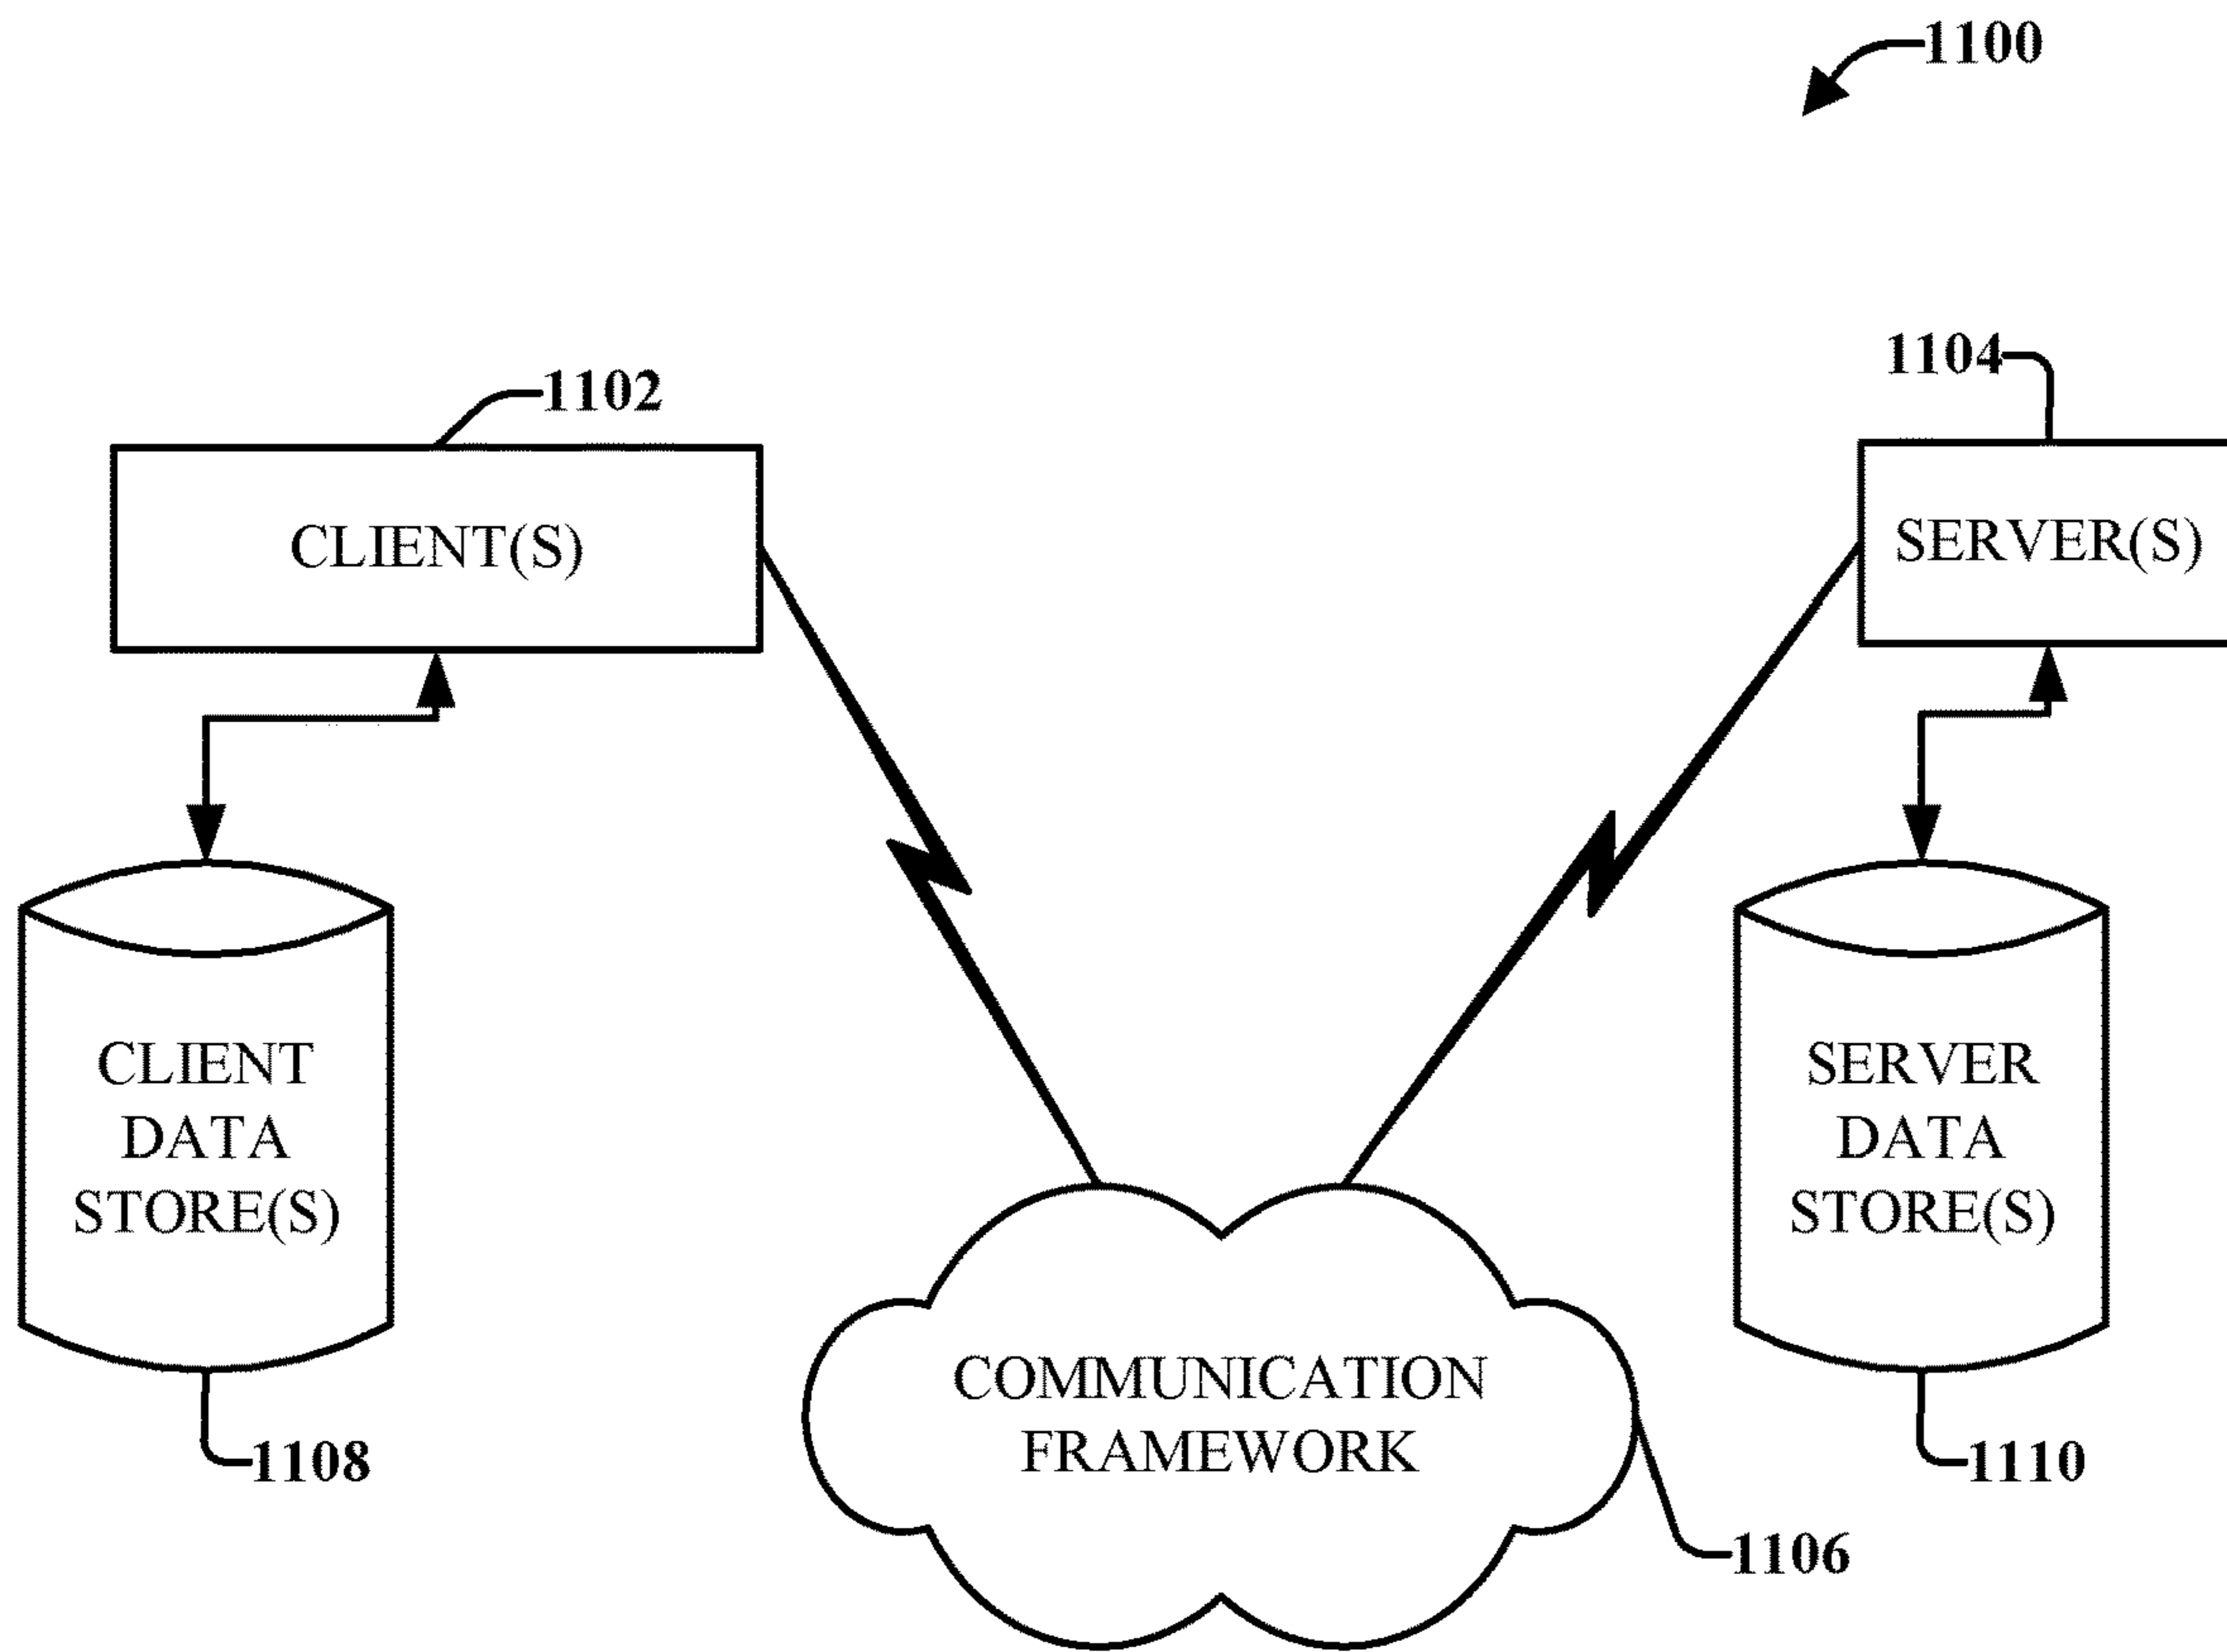 1100
1102
1104
CLIENT(S)
SERVER(S)
CLIENT
DATA
STORE(S)
SERVER
DATA
STORE(S)
COMMUNICATION
FRAMEWORK
1108
1110
1106